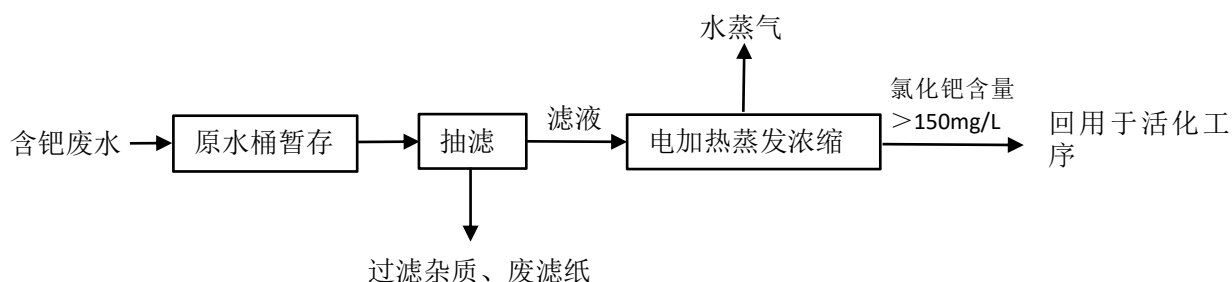 水蒸气
氯化钯含量
＞150mg/L
含钯废水
原水桶暂存
抽滤
滤液
电加热蒸发浓缩
回用于活化工
序
过滤杂质、废滤纸